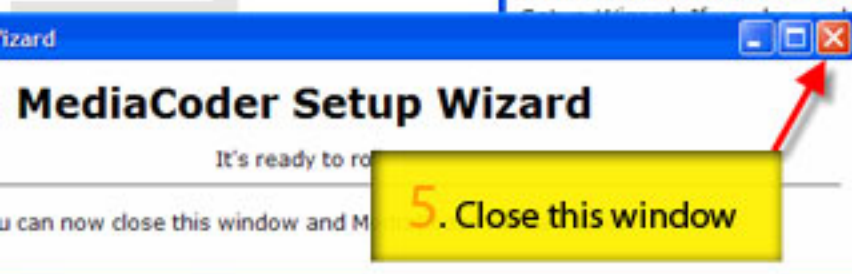 izard
MediaCoder Setup Wizard
It's ready to ro
u can now close this window and M
5. Close this window